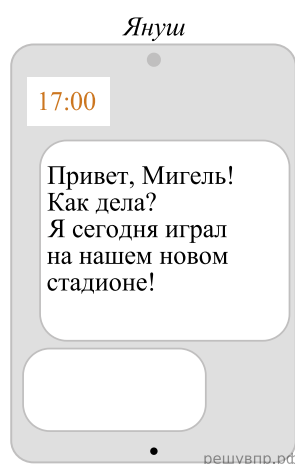 Януш
17:00
Привет, Мигель!
Как дела?
Я сегодня играл
на нашем новом
стадионе!
решувпр.рф